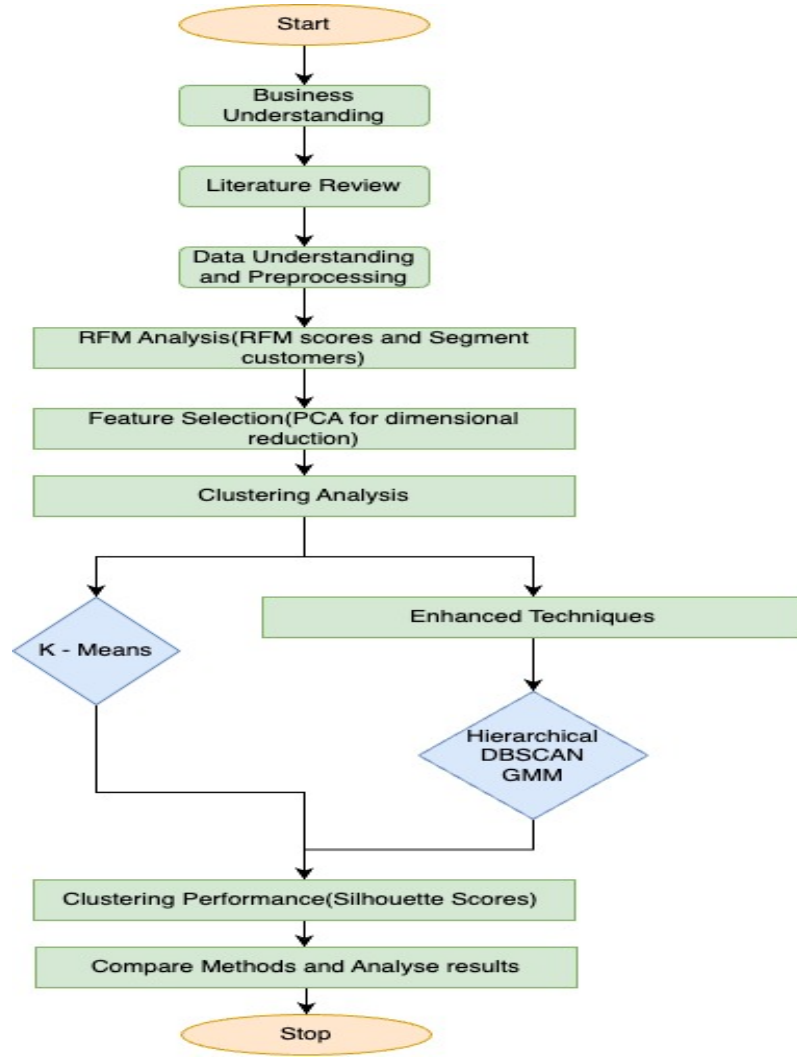 Start
Business
Understanding
Literature Review
Data Understanding
and Preprocessing
RFM Analysis(RFM scores and Segment
customers)
Feature Selection(PCA for dimensional
reduction)
Clustering Analysis
K - Means
Enhanced Techniques
Hierarchical
DBSCAN
GMM
Clustering Performance(Silhouette Scores)
Compare Methods and Analyse results
Stop